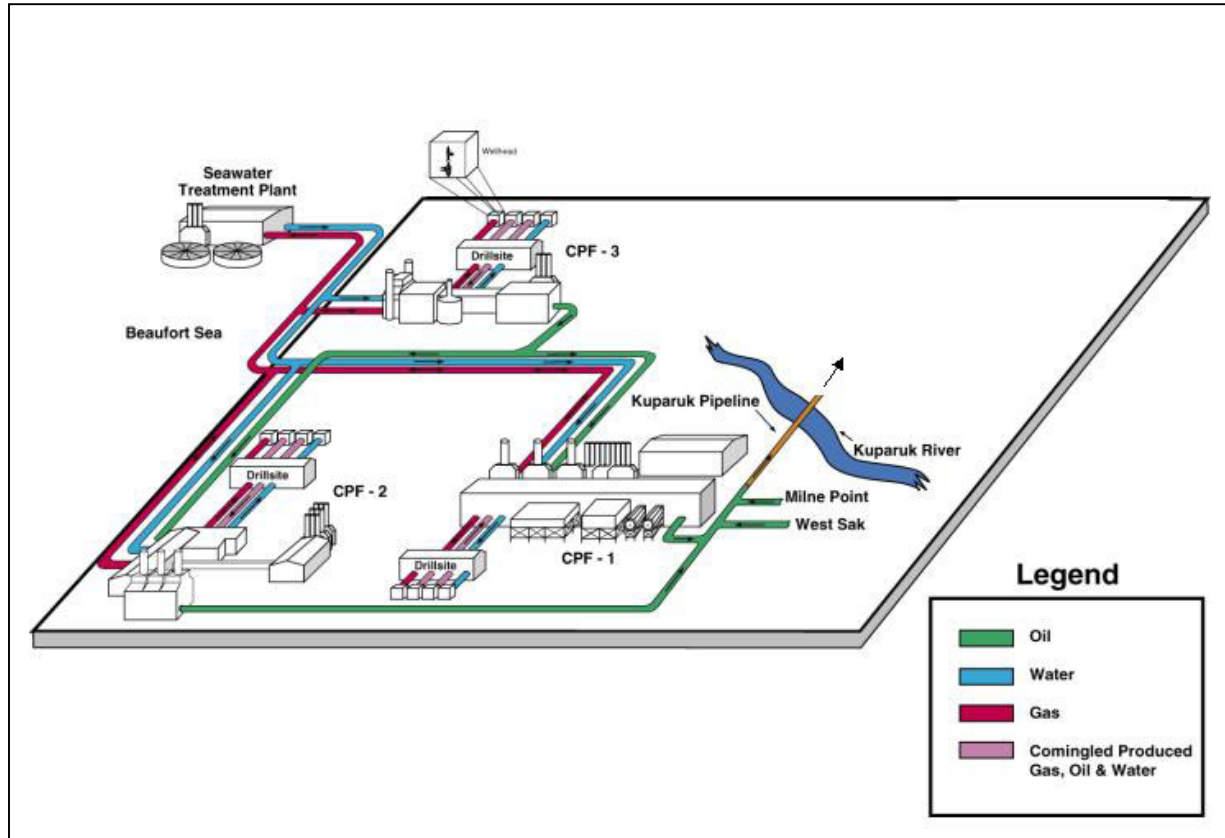 Wellhead
Seawater
Treatment Plant
CPF - 3
Drillsite
Beaufort Sea
Kuparuk Pipeline
Kuparuk River
Drillsite
CPF - 2
Milne Point
West Sak
CPF - 1
Drillsite
Legend
Oil
Water
Gas
Comingled Produced
Gas, Oil & Water